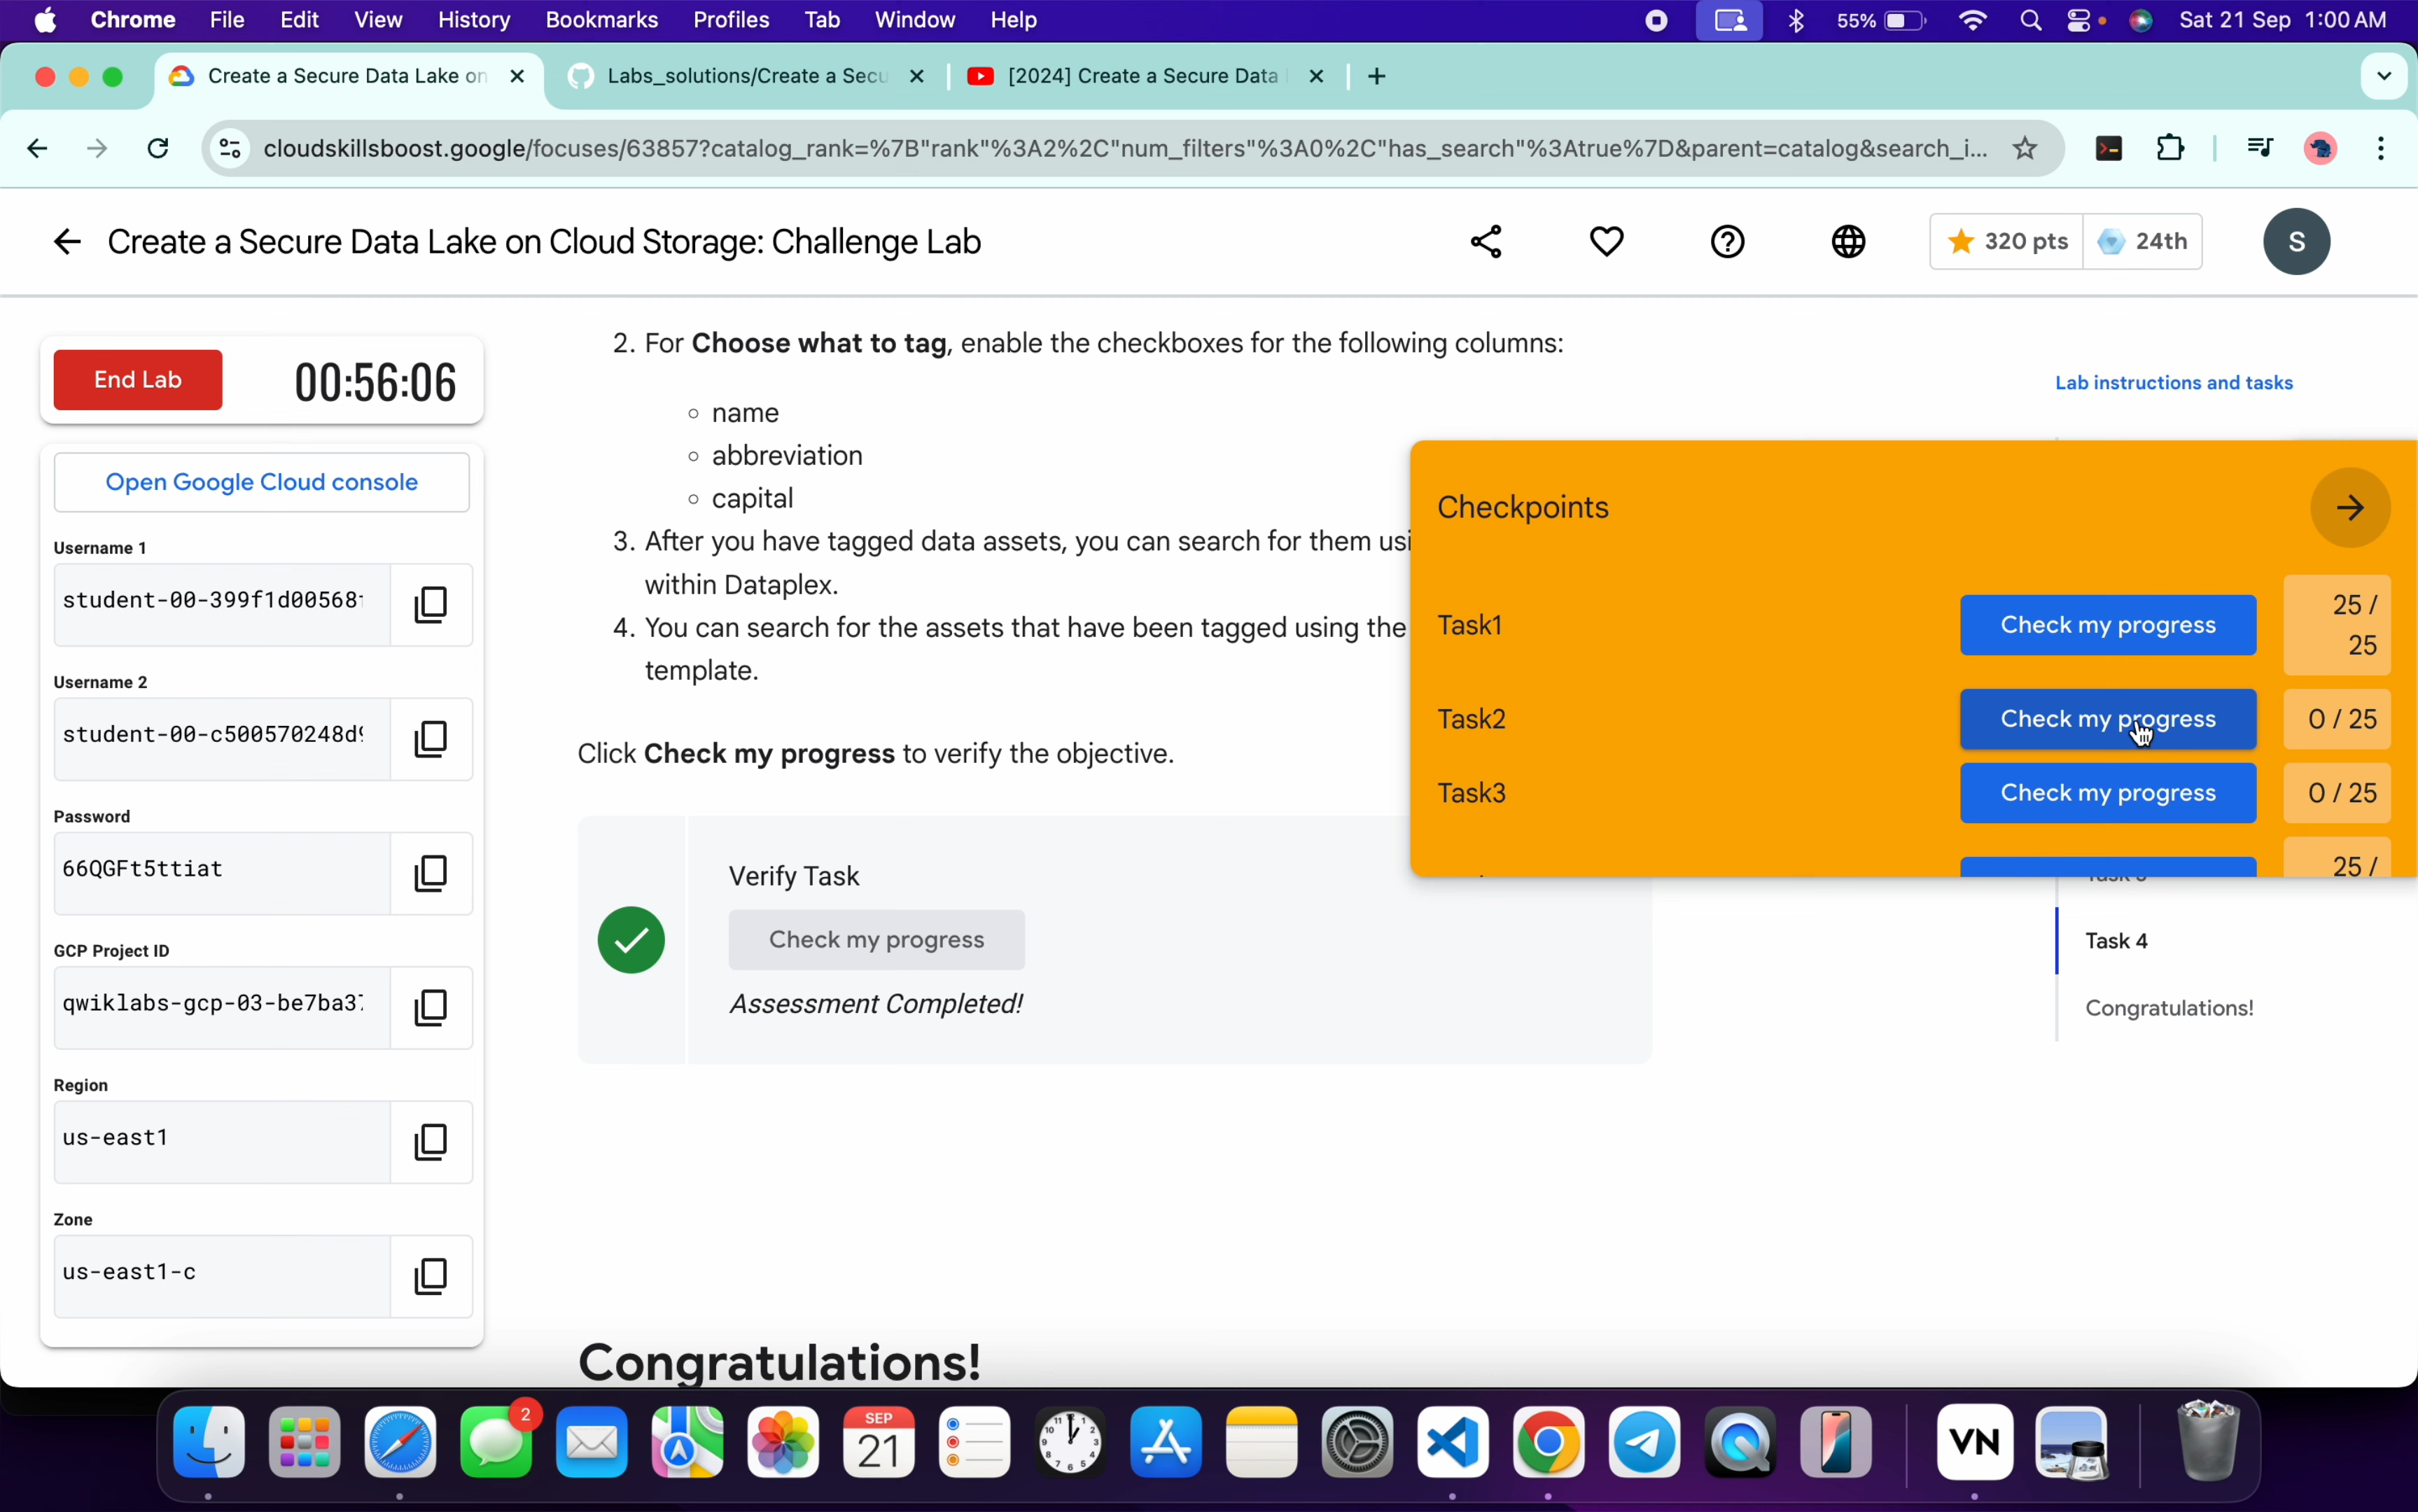 Chrome File Edit View History Bookmarks Profiles Tab Window Help 55% Sat 21 Sep 1:00 AM
Create a Secure Data Lake on Labs_solutions/Create a Secu [2024] Create a Secure Data
cloudskillsboost.google/focuses/63857?catalog_rank=%7B"rank"%3A2%2C"num_filters"%3A0%2C"has_search"%3Atrue%7D&parent=catalog&search_i...
Create a Secure Data Lake on Cloud Storage: Challenge Lab 320 pts 24th S
End Lab 00:56:06
Open Google Cloud console
Username 1
student-00-399f1d00568
Username 2
student-00-c500570248d
Password
66QGFt5ttiat
GCP Project ID
qwiklabs-gcp-03-be7ba3
Region
us-east1
Zone
us-east1-c
2. For Choose what to tag, enable the checkboxes for the following columns:
name
abbreviation
capital
3. After you have tagged data assets, you can search for them usi
within Dataplex.
4. You can search for the assets that have been tagged using the
template.
Click Check my progress to verify the objective.
Verify Task
Check my progress
Assessment Completed!
Congratulations!
Lab instructions and tasks
Checkpoints
Task1 Check my progress 25 /
25
Task2 Check my progress 0 / 25
Task3 Check my progress 0 / 25
25 /
Task 4
Congratulations!
2
SEP
21
VN